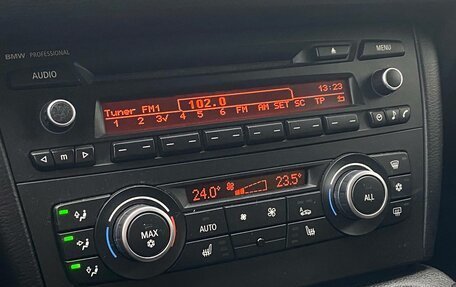 BMW PROFESSIONAL
MENU
AUDIO
13:23
102.0
Tuner FM1
1 2 3√ 4 5 6 FM AM SET SC TP
m
24.0° 23.5°
ALL
MAX
AUTO